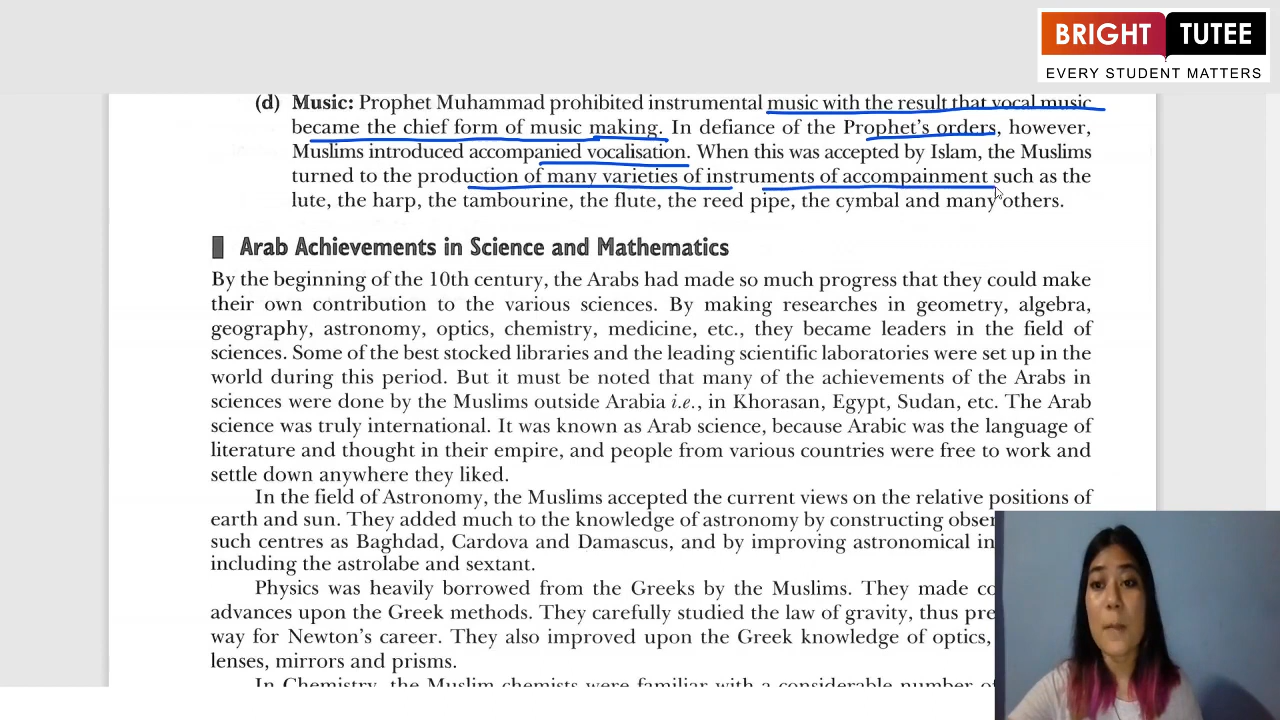 BRIGHT TUTEE
EVERY STUDENT MATTERS
(d) Music: Prophet Muhammad prohibited instrumental music with the result that vocal music
became the chief form of music making. In defiance of the Prophet's orders, however,
Muslims introduced accompanied vocalisation. When this was accepted by Islam, the Muslims
turned to the production of many varieties of instruments of accompainment such as the
lute, the harp, the tambourine, the flute, the reed pipe, the cymbal and many others.
Arab Achievements in Science and Mathematics
By the beginning of the 10th century, the Arabs had made so much progress that they could make
their own contribution to the various sciences. By making researches in geometry, algebra,
geography, astronomy, optics, chemistry, medicine, etc., they became leaders in the field of
sciences. Some of the best stocked libraries and the leading scientific laboratories were set up in the
world during this period. But it must be noted that many of the achievements of the Arabs in
sciences were done by the Muslims outside Arabia i.e., in Khorasan, Egypt, Sudan, etc. The Arab
science was truly international. It was known as Arab science, because Arabic was the language of
literature and thought in their empire, and people from various countries were free to work and
settle down anywhere they liked.
In the field of Astronomy, the Muslims accepted the current views on the relative positions of
earth and sun. They added much to the knowledge of astronomy by constructing
such centres as Baghdad, Cardova and Damascus, and by improving astronomical
including the astrolabe and sextant.
Physics was heavily borrowed from the Greeks by the Muslims. They made
advances upon the Greek methods. They carefully studied the law of gravity, thus
way for Newton's career. They also improved upon the Greek knowledge of optics,
lenses, mirrors and prisms.
In Chemistry, the Muslim chemists were familiar with a considerable number of